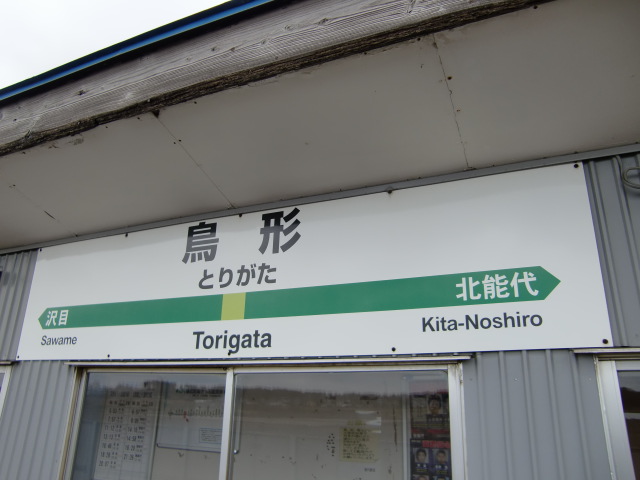 鳥形
とりがた
沢目
北能代
Sawame
Torigata
Kita-Noshiro